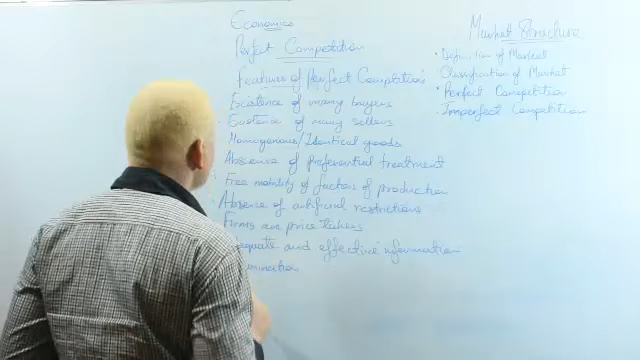 Economics
Perfect Competition
Features of Perfect Competition
Existence of many buyers
Existence of many sellers
Homogenous/Identical goods
Absence of preferential treatment
Free mobility of factors of production
Absence of artificial restrictions
Firms are price takers
equate and effective information
Market Structure
Definition of Market
Classification of Market
Perfect Competition
Imperfect Competition